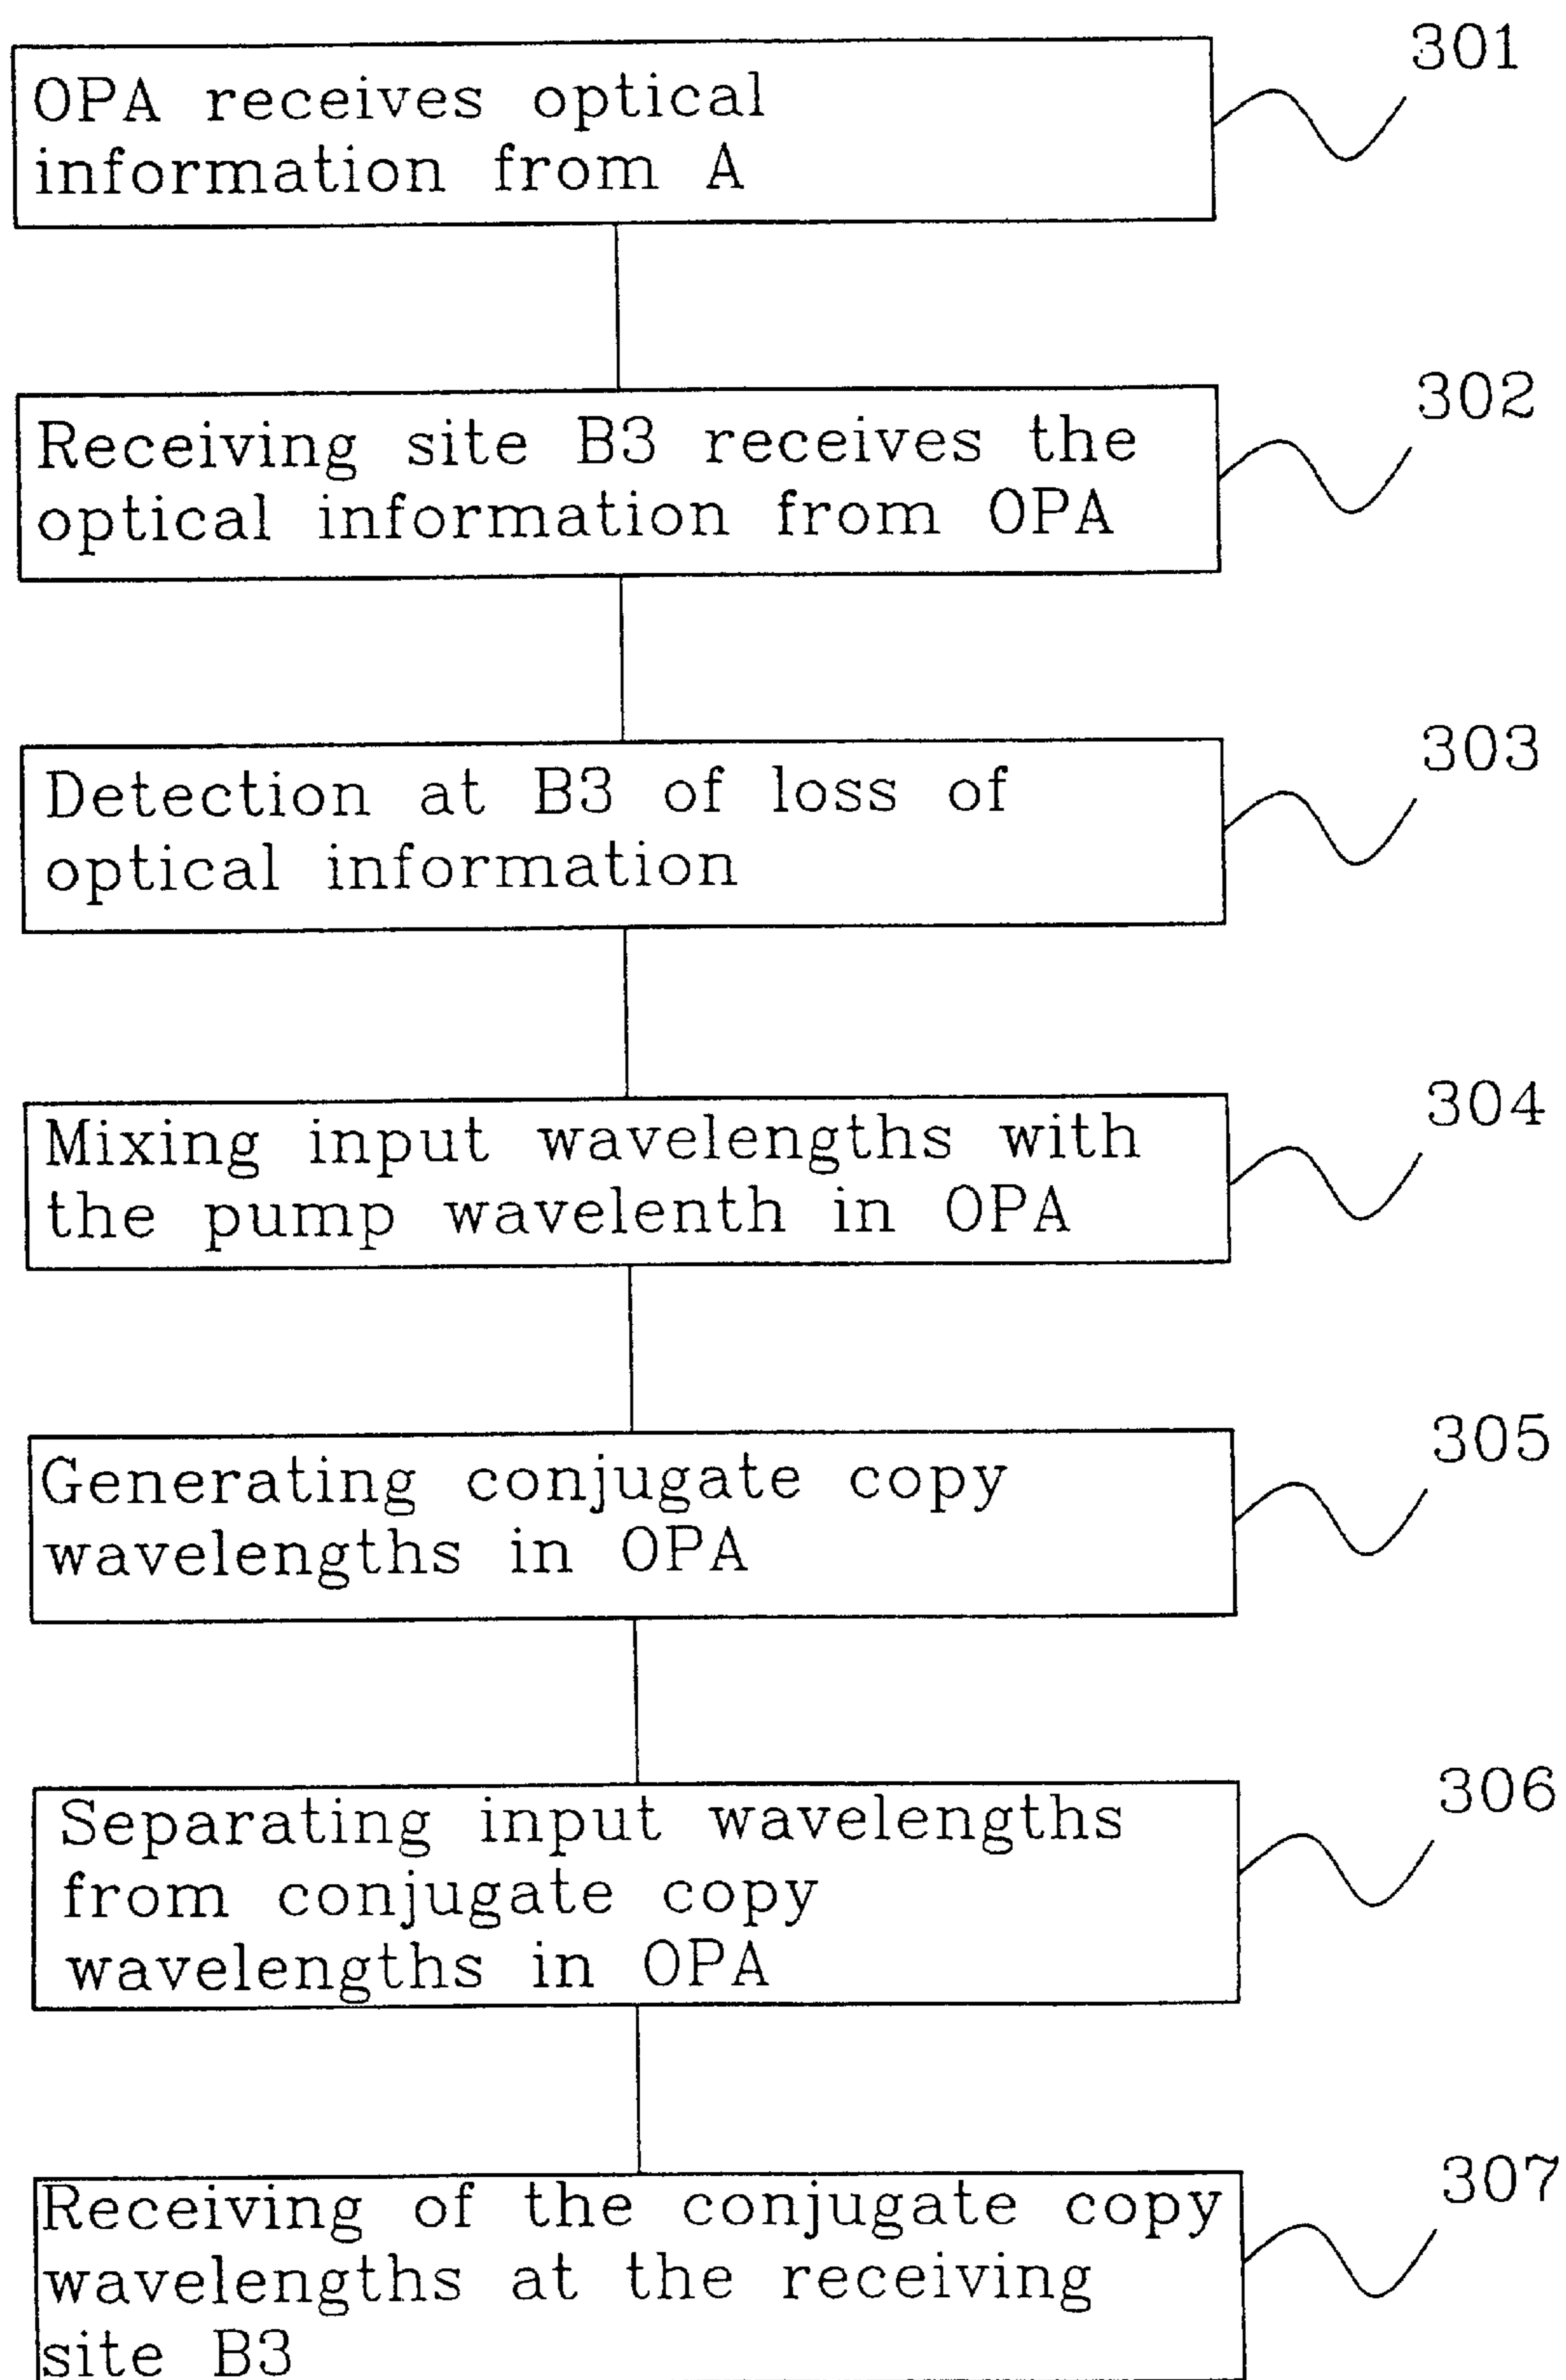 301
OPA receives optical
information from A
302
Receiving site B3 receives the
optical information from OPA
303
Detection at B3 of loss of
optical information
304
Mixing input wavelengths with
the pump wavelenth in OPA
305
Generating conjugate copy
wavelengths in OPA
306
Separating input wavelengths
from conjugate copy
wavelengths in OPA
307
Receiving of the conjugate copy
wavelengths at the receiving
site B3